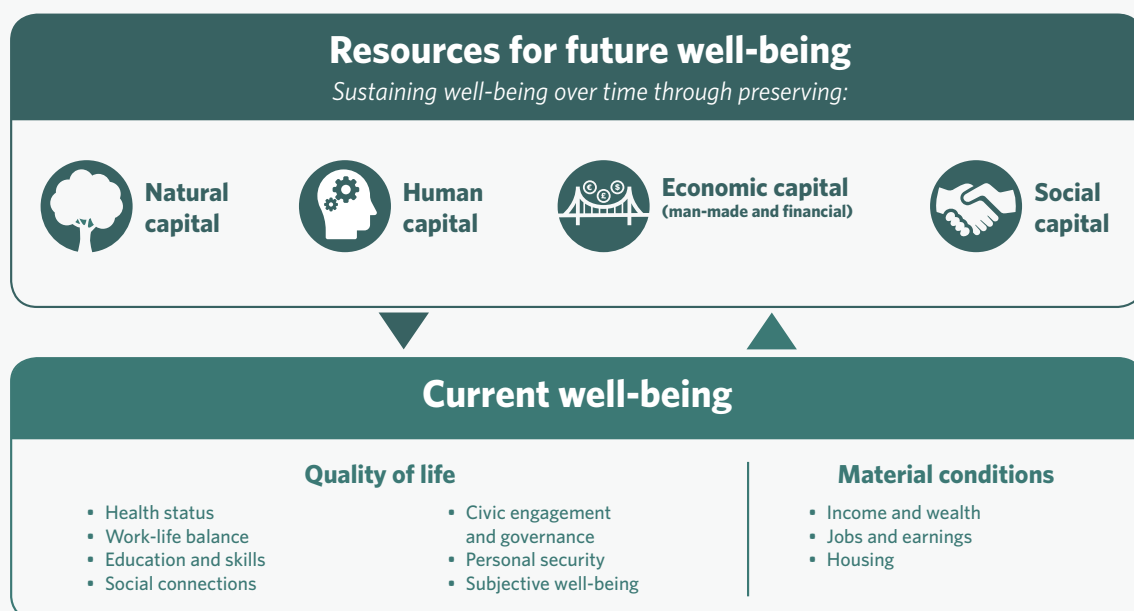 Resources for future well-being
Sustaining well-being over time through preserving:
Natural
capital
Human
capital
€ £ $
Economic capital
(man-made and financial)
Social
capital
Current well-being
Quality of life
• Health status
• Work-life balance
• Education and skills
• Social connections
• Civic engagement
and governance
• Personal security
• Subjective well-being
Material conditions
• Income and wealth
• Jobs and earnings
• Housing